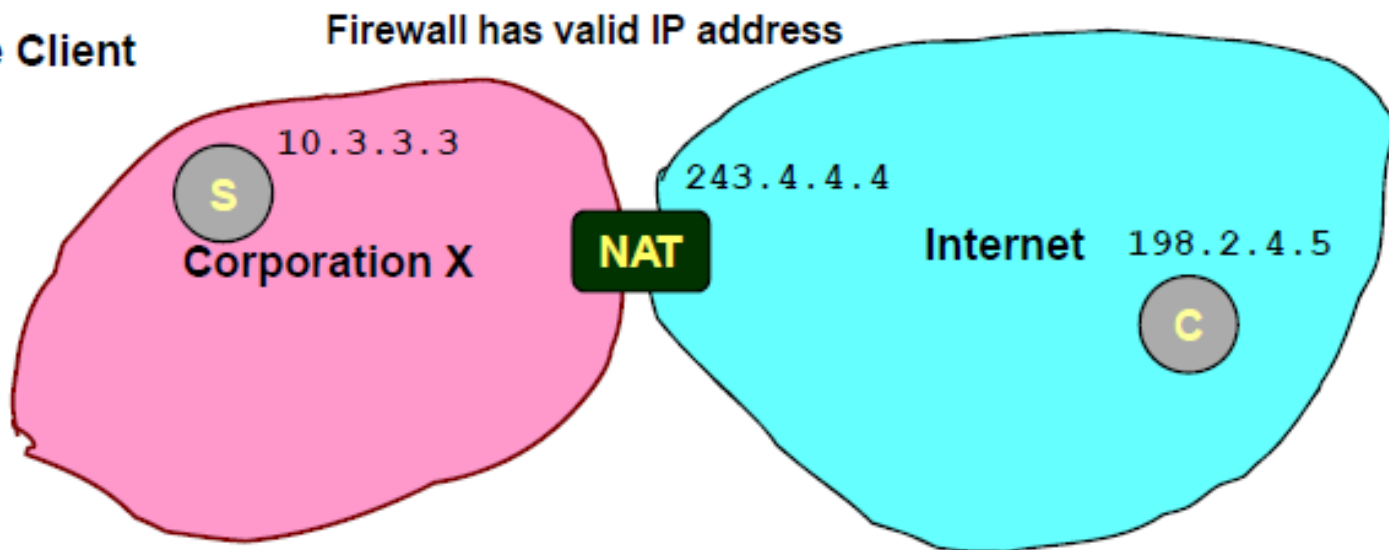 Firewall has valid IP address
e Client
10.3.3.3
243.4.4.4
S
NAT
Internet
198.2.4.5
Corporation X
C